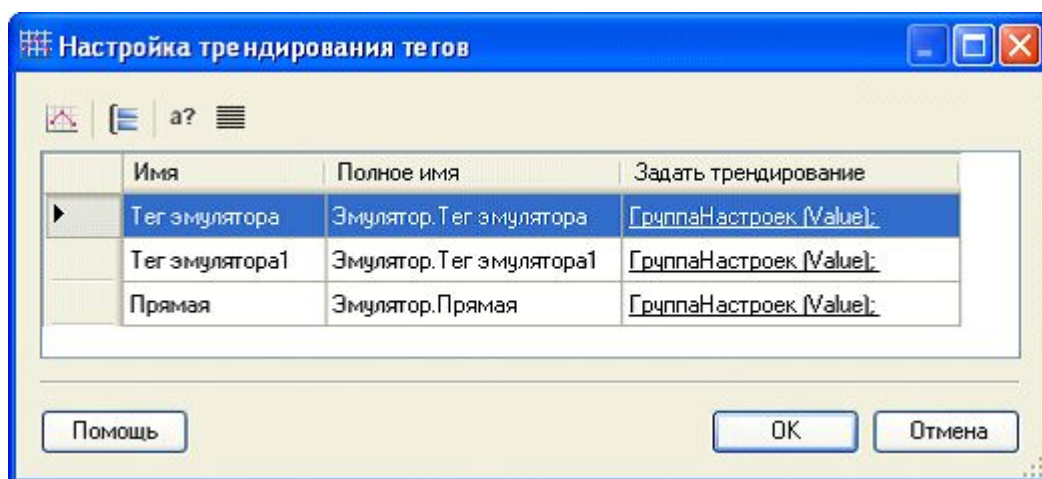 Настройка трендирования тегов
a?
Имя Полное имя Задать трендирование
Тег эмулятора Эмулятор.Тег эмулятора ГруппаНастроек (Value);
Тег эмулятора1 Эмулятор.Тег эмулятора1 ГруппаНастроек (Value);
Прямая Эмулятор.Прямая ГруппаНастроек (Value);
Помощь OK Отмена